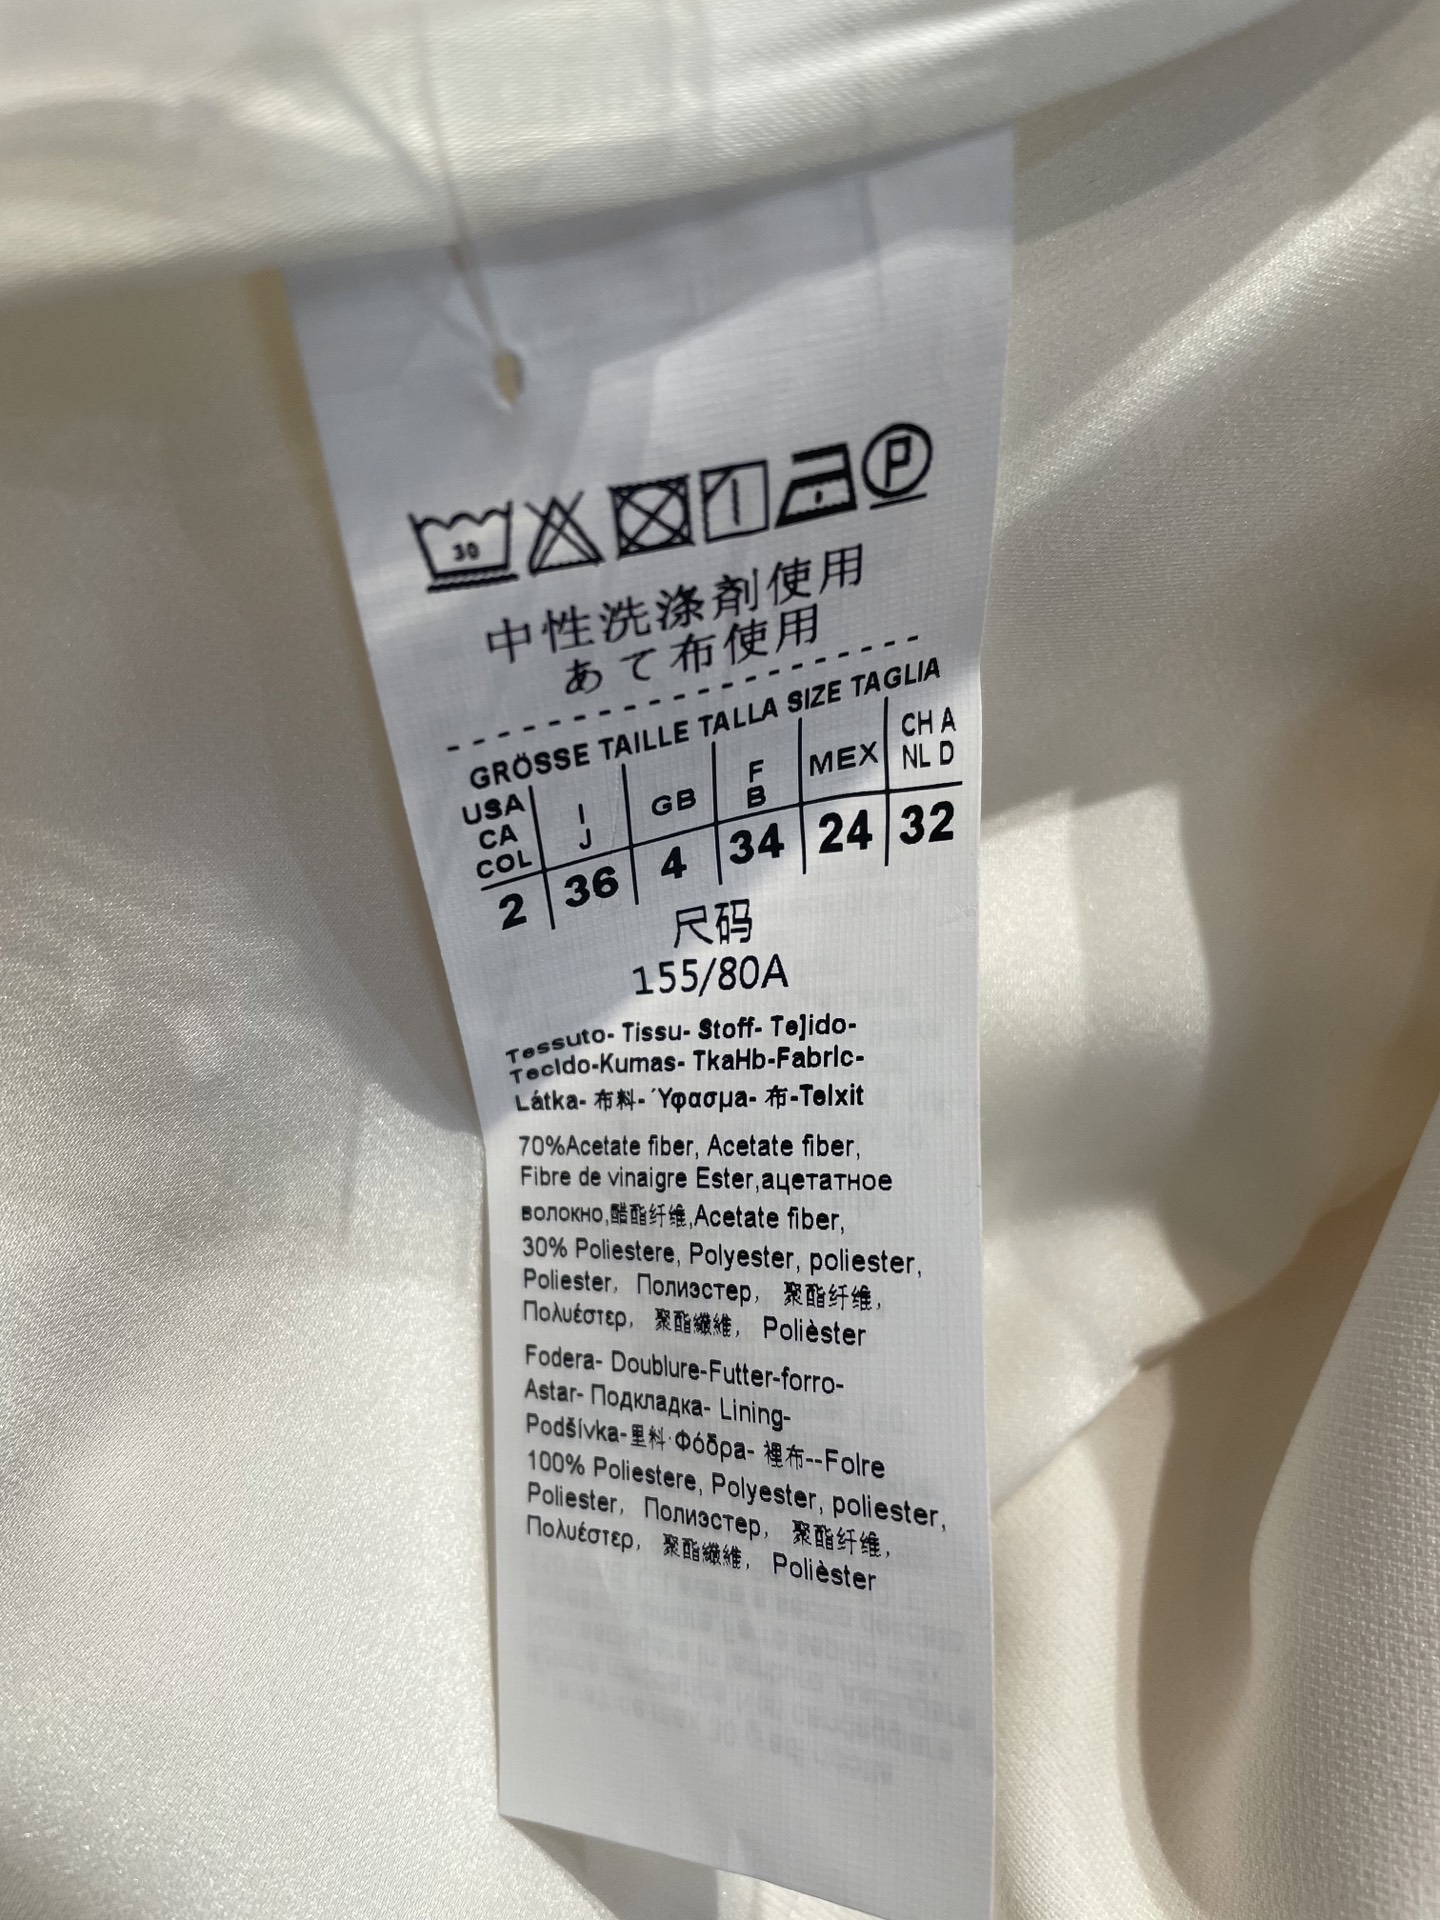 30 P
中性洗涤剤使用
あて布使用
GRÖSSE TAILLE TALLA SIZE TAGLIA
USA CA COL | I J | GB | F B | MEX | CH A NL D
2 | 36 | 4 | 34 | 24 | 32
尺码
155/80A
Tessuto- Tissu- Stoff- Te]ido-
Tecldo-Kumas- TkaHb-Fabrlc-
Látka- 布料- Ύφασμα- 布-Telxit
70%Acetate fiber, Acetate fiber,
Fibre de vinaigre Ester,ацетатное
волокно,醋酯纤维,Acetate fiber,
30% Poliestere, Polyester, poliester,
Poliester, Полиэстер, 聚酯纤维,
Πολυέστερ, 聚酯纖維, Polièster
Fodera- Doublure-Futter-forro-
Astar- Подкладка- Lining-
Podšívka-里料·Φόδρα- 裡布--Folre
100% Poliestere, Polyester, poliester,
Poliester, Полиэстер, 聚酯纤维,
Πολυέστερ, 聚酯纖維, Polièster